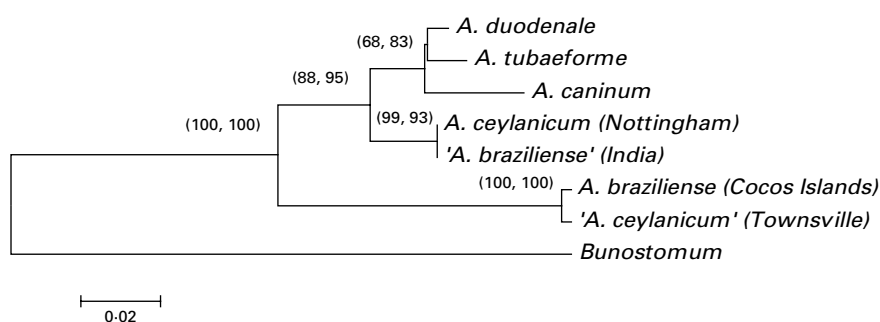 A. duodenale
(68, 83)
A. tubaeforme
(88, 95)
A. caninum
(99, 93)
A. ceylanicum (Nottingham)
(100, 100)
'A. braziliense' (India)
(100, 100)
A. braziliense (Cocos Islands)
'A. ceylanicum' (Townsville)
Bunostomum
0·02